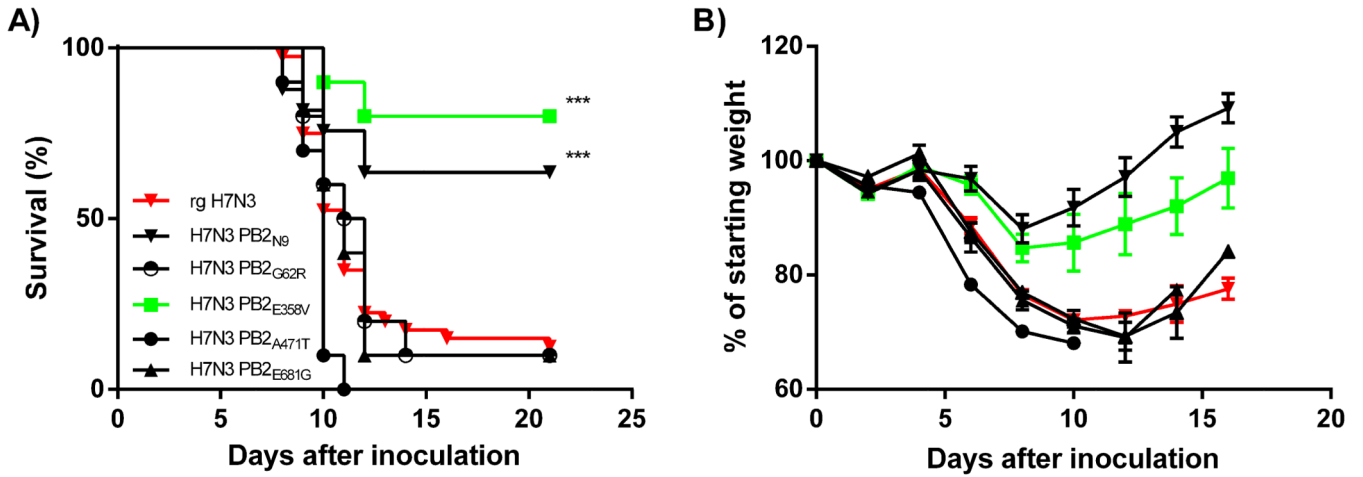 A)
Survival (%)
100
50
0
0 5 10 15 20 25
Days after inoculation
rg H7N3
H7N3 PB2N9
H7N3 PB2G62R
H7N3 PB2E358V
H7N3 PB2A471T
H7N3 PB2E681G
***
***
B)
% of starting weight
120
100
80
60
0 5 10 15 20
Days after inoculation